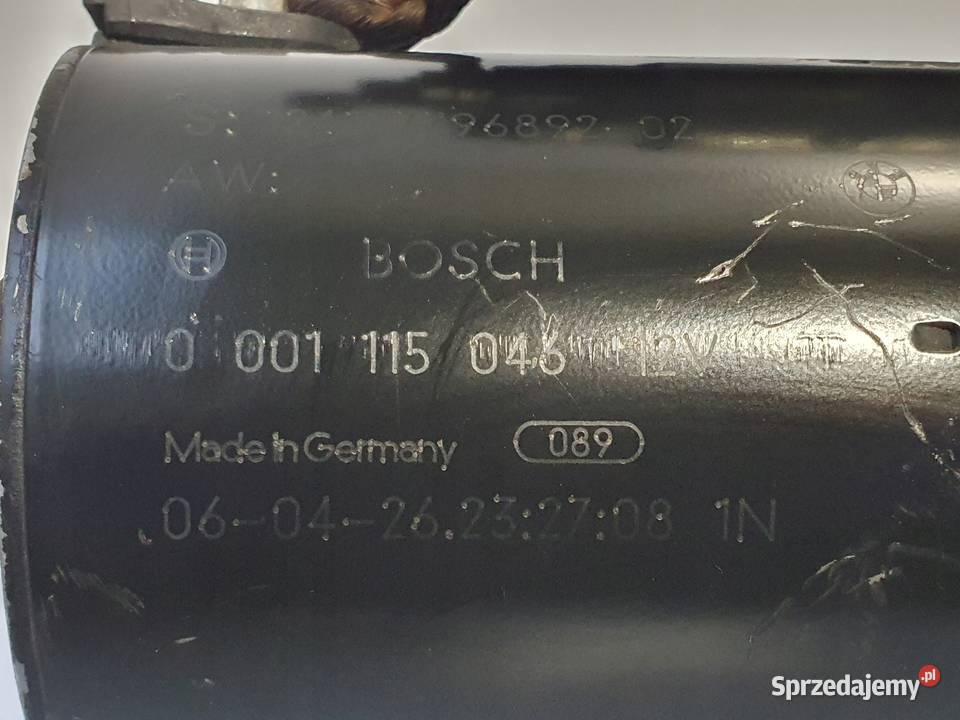 S: 96892 02
AW:
BOSCH
0 001 115 046 12V
Made in Germany 089
06-04-26.23:27:08 1N
Sprzedajemy.pl